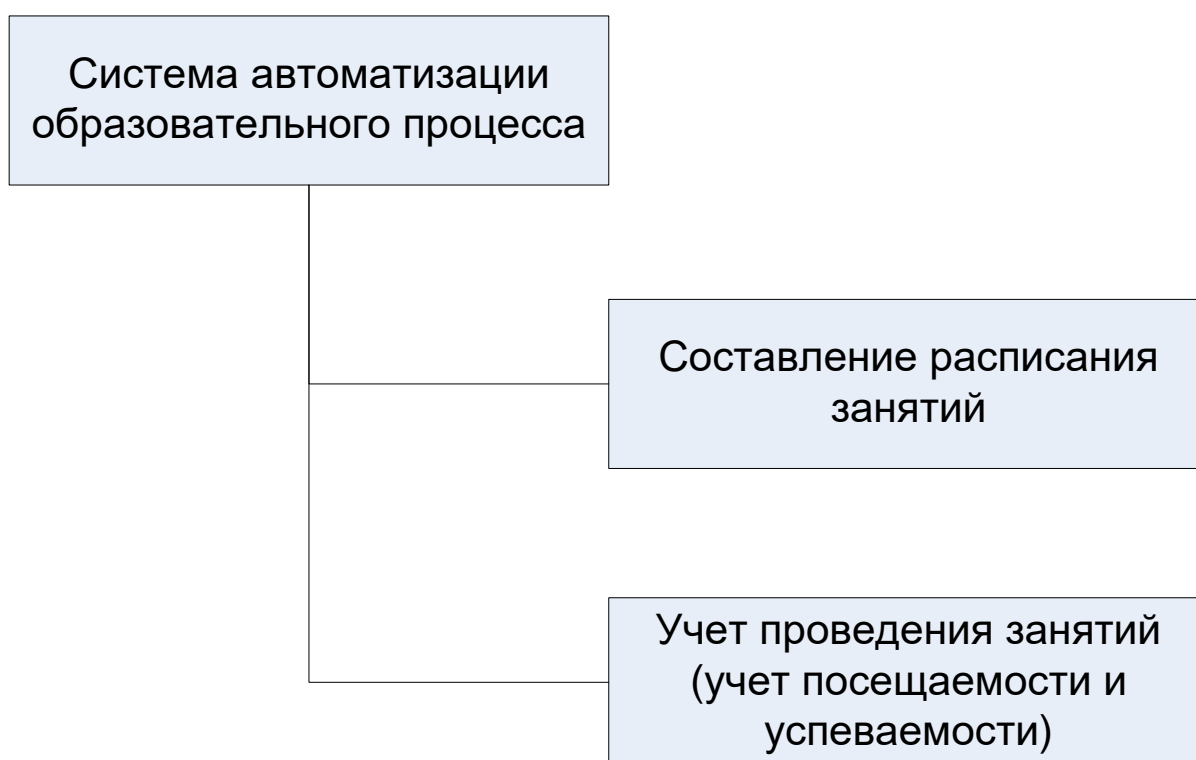 Система автоматизации
образовательного процесса
Составление расписания
занятий
Учет проведения занятий
(учет посещаемости и
успеваемости)